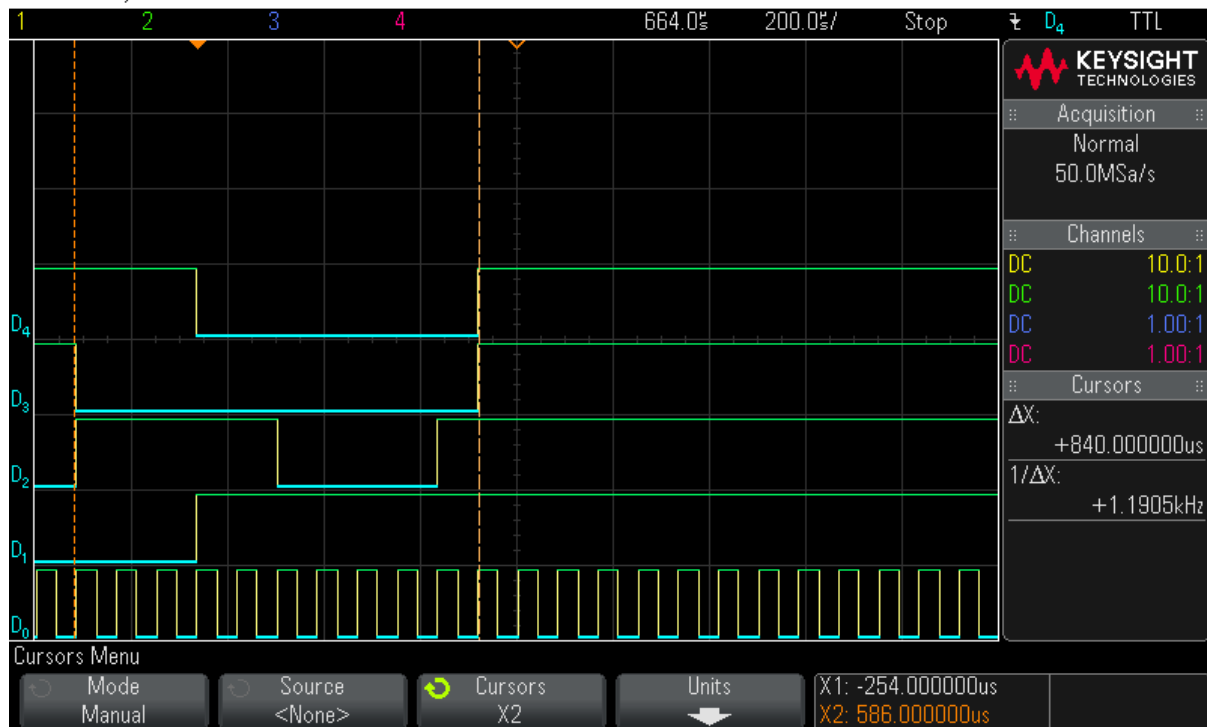 1 2 3 4 664.0µs 200.0µs/ Stop D4 TTL
KEYSIGHT
TECHNOLOGIES
Acquisition
Normal
50.0MSa/s
Channels
DC 10.0:1
DC 10.0:1
DC 1.00:1
DC 1.00:1
Cursors
ΔX:
+840.000000us
1/ΔX:
+1.1905kHz
D4
D3
D2
D1
D0
Cursors Menu
Mode
Manual
Source
<None>
Cursors
X2
Units
X1: -254.000000us
X2: 586.000000us